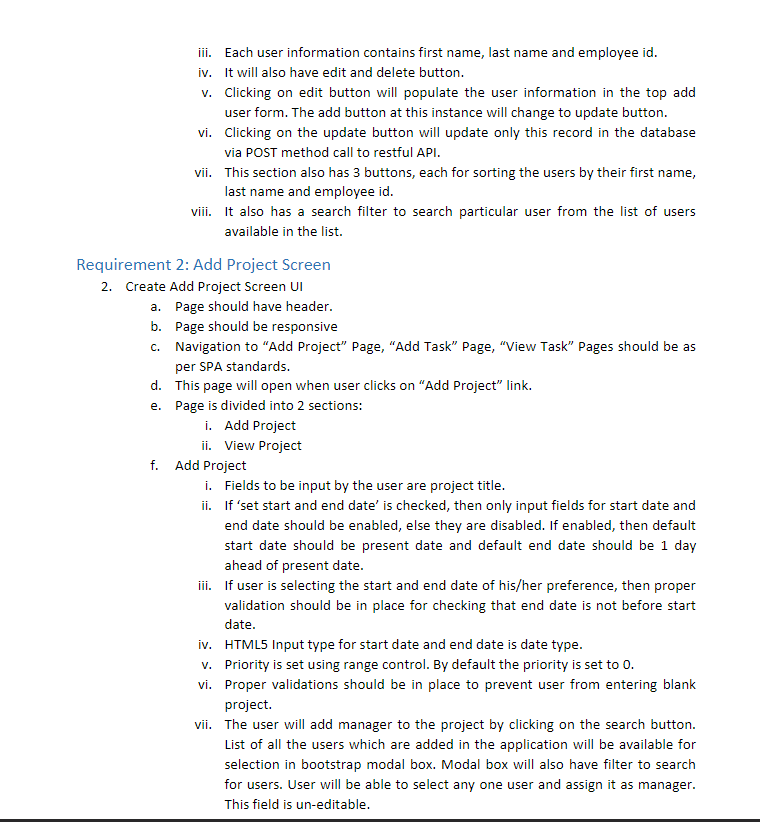 iii. Each user information contains first name, last name and employee id.
iv. It will also have edit and delete button.
v. Clicking on edit button will populate the user information in the top add
user form. The add button at this instance will change to update button.
vi. Clicking on the update button will update only this record in the database
via POST method call to restful API.
vii. This section also has 3 buttons, each for sorting the users by their first name,
last name and employee id.
viii. It also has a search filter to search particular user from the list of users
available in the list.
Requirement 2: Add Project Screen
2. Create Add Project Screen UI
a. Page should have header.
b. Page should be responsive
c. Navigation to “Add Project” Page, “Add Task” Page, “View Task” Pages should be as
per SPA standards.
d. This page will open when user clicks on “Add Project” link.
e. Page is divided into 2 sections:
i. Add Project
ii. View Project
f. Add Project
i. Fields to be input by the user are project title.
ii. If ‘set start and end date’ is checked, then only input fields for start date and
end date should be enabled, else they are disabled. If enabled, then default
start date should be present date and default end date should be 1 day
ahead of present date.
iii. If user is selecting the start and end date of his/her preference, then proper
validation should be in place for checking that end date is not before start
date.
iv. HTML5 Input type for start date and end date is date type.
v. Priority is set using range control. By default the priority is set to 0.
vi. Proper validations should be in place to prevent user from entering blank
project.
vii. The user will add manager to the project by clicking on the search button.
List of all the users which are added in the application will be available for
selection in bootstrap modal box. Modal box will also have filter to search
for users. User will be able to select any one user and assign it as manager.
This field is un-editable.